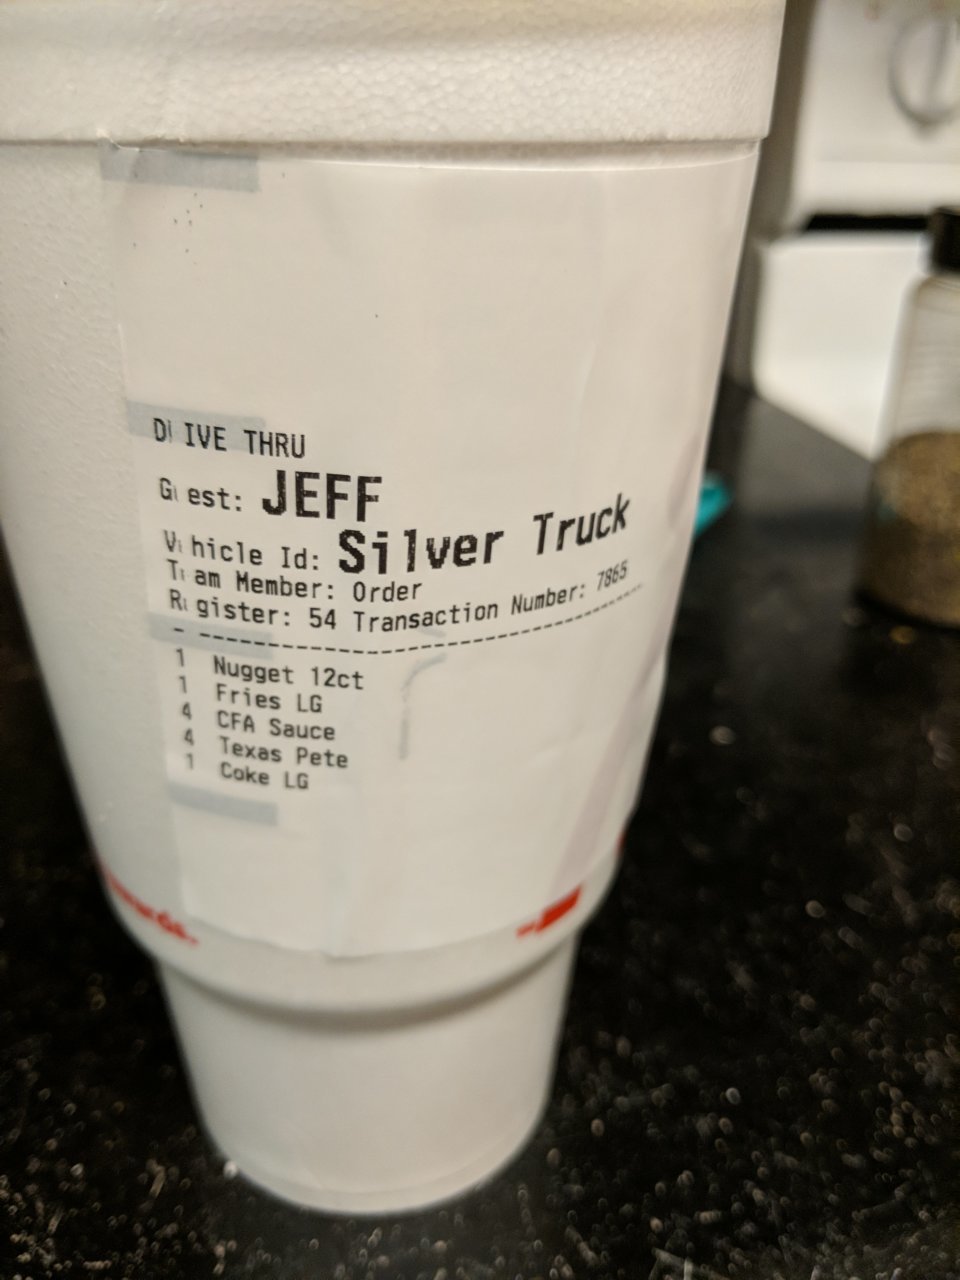 DRIVE THRU
Guest: JEFF
Vehicle Id: Silver Truck
Team Member: Order
Register: 54 Transaction Number: 7865
- --------------------------------
1 Nugget 12ct
1 Fries LG
4 CFA Sauce
4 Texas Pete
1 Coke LG